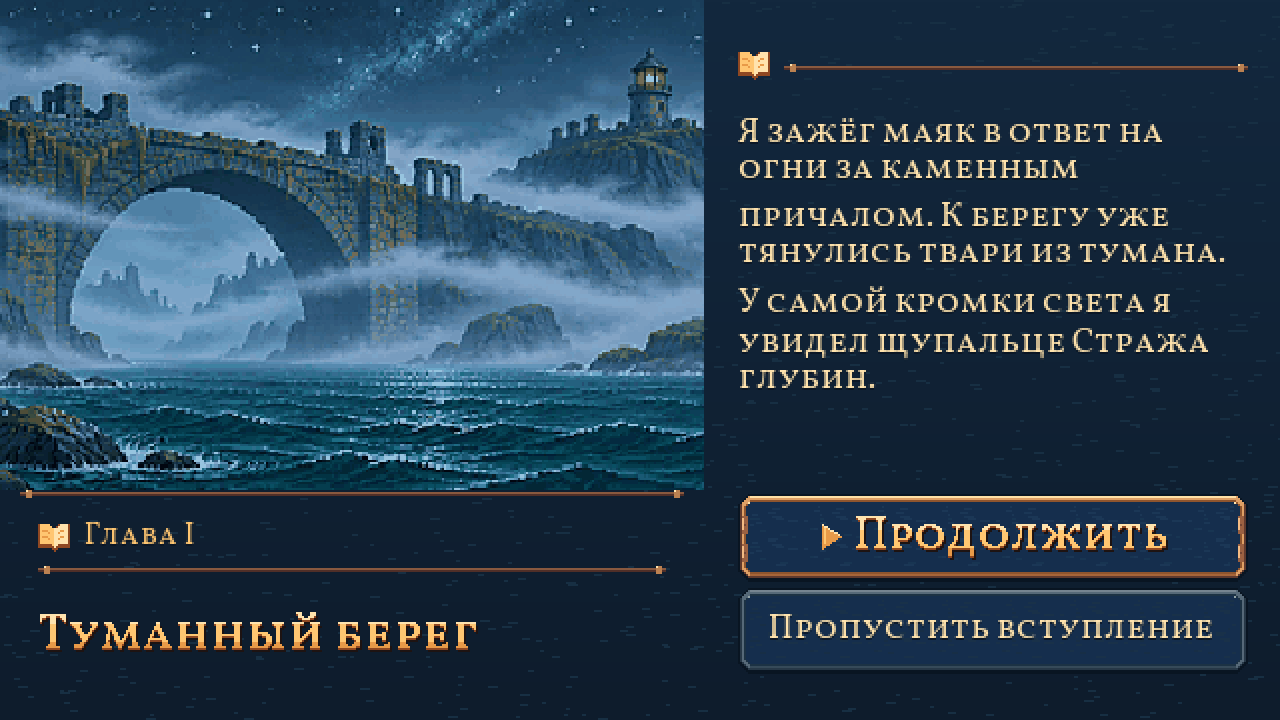 Глава I
Туманный берег
Я зажёг маяк в ответ на
огни за каменным
причалом. К берегу уже
тянулись твари из тумана.
У самой кромки света я
увидел щупальце Стража
глубин.
Продолжить
Пропустить вступление